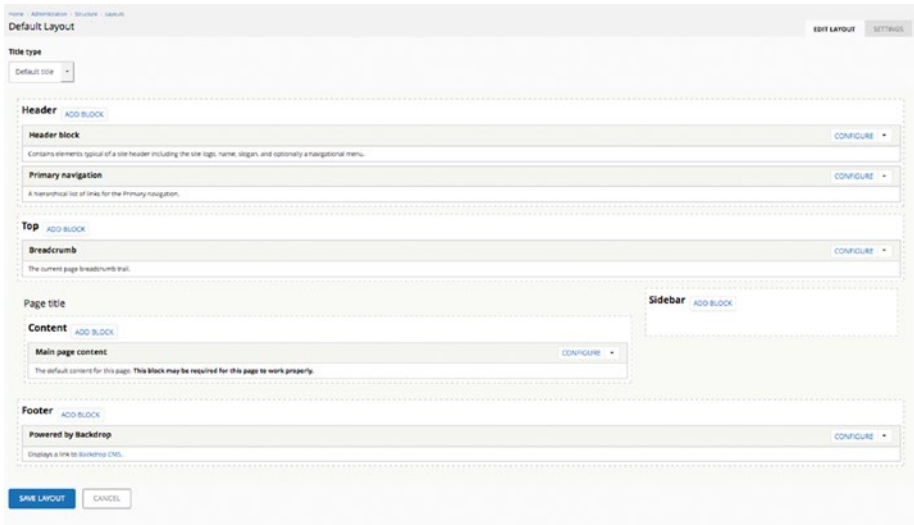 Home › Administration › Structure › Layouts
Default Layout
EDIT LAYOUT SETTINGS
Title type
Default title
Header ADD BLOCK
Header block CONFIGURE
Contains elements typical of a site header including the site logo, name, slogan, and optionally a navigational menu.
Primary navigation CONFIGURE
A hierarchical list of links for the Primary navigation.
Top ADD BLOCK
Breadcrumb CONFIGURE
The current page breadcrumb trail.
Page title
Sidebar ADD BLOCK
Content ADD BLOCK
Main page content CONFIGURE
The default content for this page. This block may be required for this page to work properly.
Footer ADD BLOCK
Powered by Backdrop CONFIGURE
Displays a link to Backdrop CMS.
SAVE LAYOUT CANCEL